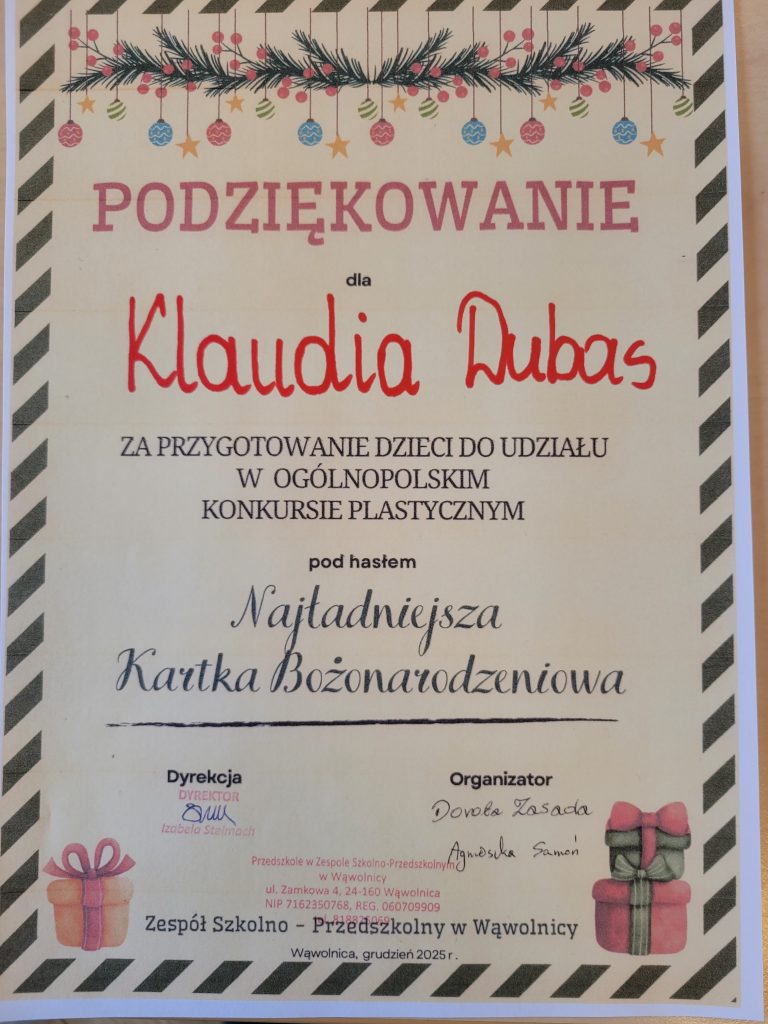 PODZIĘKOWANIE
dla
Klaudia Dubas
ZA PRZYGOTOWANIE DZIECI DO UDZIAŁU
W OGÓLNOPOLSKIM
KONKURSIE PLASTYCZNYM
pod hasłem
Najładniejsza
Kartka Bożonarodzeniowa
Dyrekcja
DYREKTOR
Izabela Stelmach
Organizator
Dorota Zasada
Agnieszka Samoń
Przedszkole w Zespole Szkolno-Przedszkolnym
w Wąwolnicy
ul. Zamkowa 4, 24-160 Wąwolnica
NIP 7162350768, REG. 060709909
Zespół Szkolno - Przedszkolny w Wąwolnicy
Wąwolnica, grudzień 2025 r.